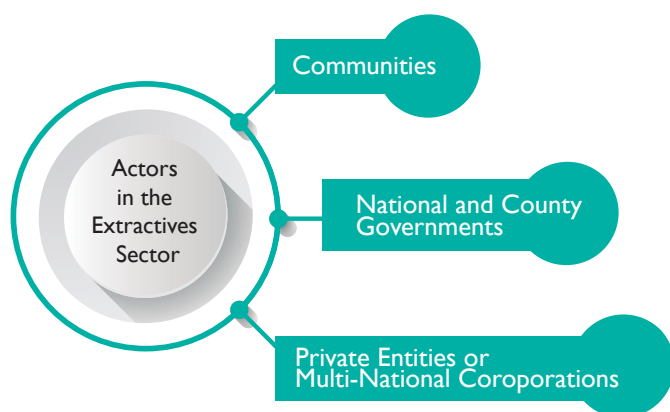 Communities
Actors
in the
Extractives
Sector
National and County
Governments
Private Entities or
Multi-National Coroporations